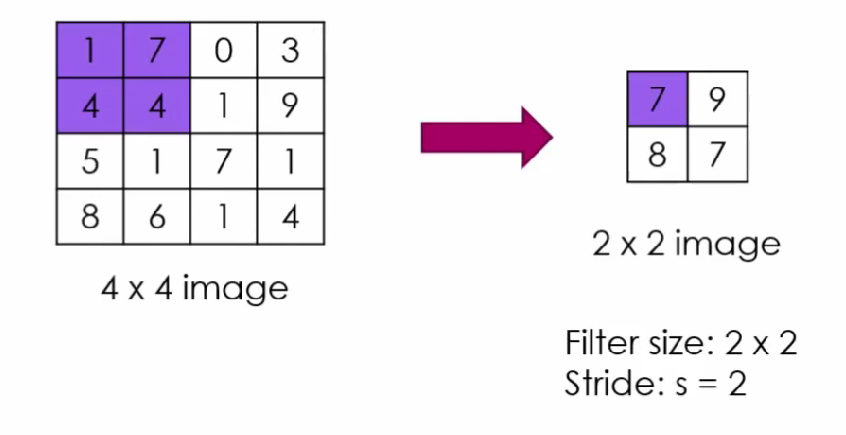 1 7 0 3
4 4 1 9
5 1 7 1
8 6 1 4
4 x 4 image
7 9
8 7
2 x 2 image
Filter size: 2 x 2
Stride: s = 2